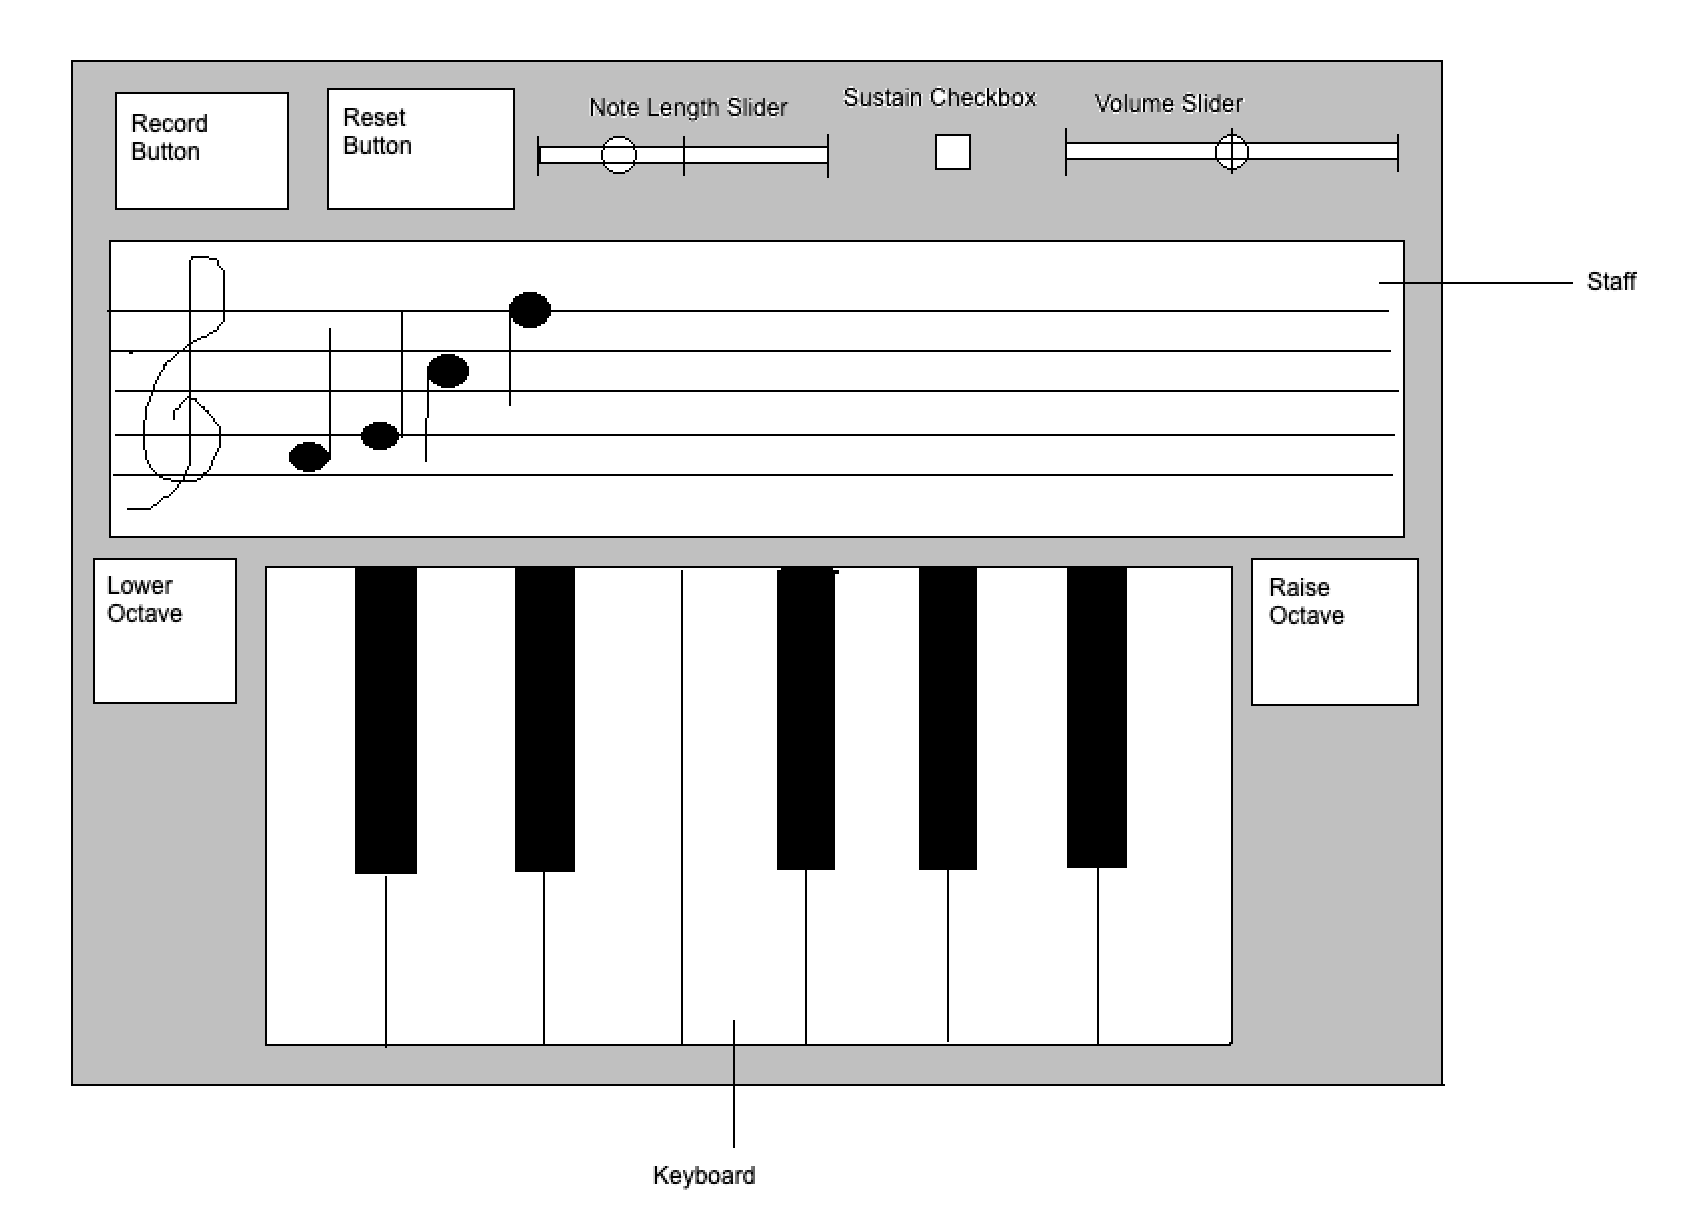 Record
Button
Reset
Button
Note Length Slider
Sustain Checkbox
Volume Slider
Staff
Lower
Octave
Raise
Octave
Keyboard